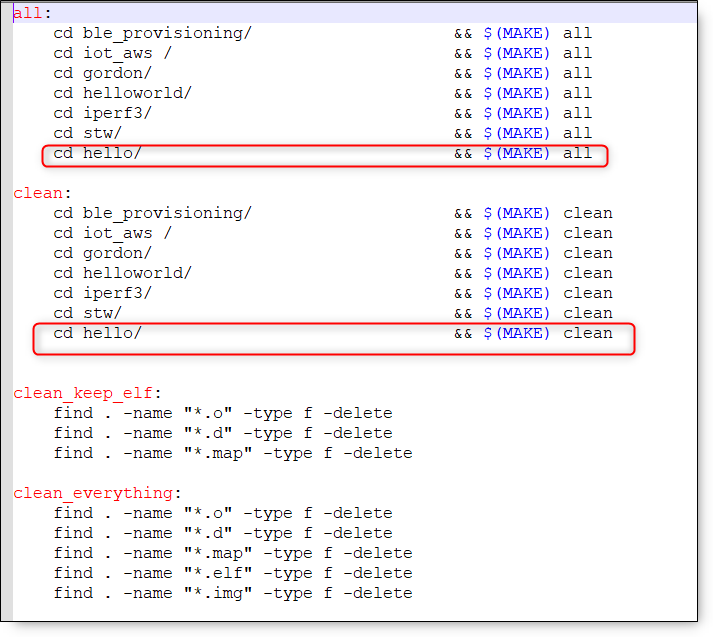 all:
    cd ble_provisioning/                    && $(MAKE) all
    cd iot_aws /                            && $(MAKE) all
    cd gordon/                              && $(MAKE) all
    cd helloworld/                          && $(MAKE) all
    cd iperf3/                              && $(MAKE) all
    cd stw/                                 && $(MAKE) all
    cd hello/                               && $(MAKE) all

clean:
    cd ble_provisioning/                    && $(MAKE) clean
    cd iot_aws /                            && $(MAKE) clean
    cd gordon/                              && $(MAKE) clean
    cd helloworld/                          && $(MAKE) clean
    cd iperf3/                              && $(MAKE) clean
    cd stw/                                 && $(MAKE) clean
    cd hello/                               && $(MAKE) clean


clean_keep_elf:
    find . -name "*.o" -type f -delete
    find . -name "*.d" -type f -delete
    find . -name "*.map" -type f -delete

clean_everything:
    find . -name "*.o" -type f -delete
    find . -name "*.d" -type f -delete
    find . -name "*.map" -type f -delete
    find . -name "*.elf" -type f -delete
    find . -name "*.img" -type f -delete